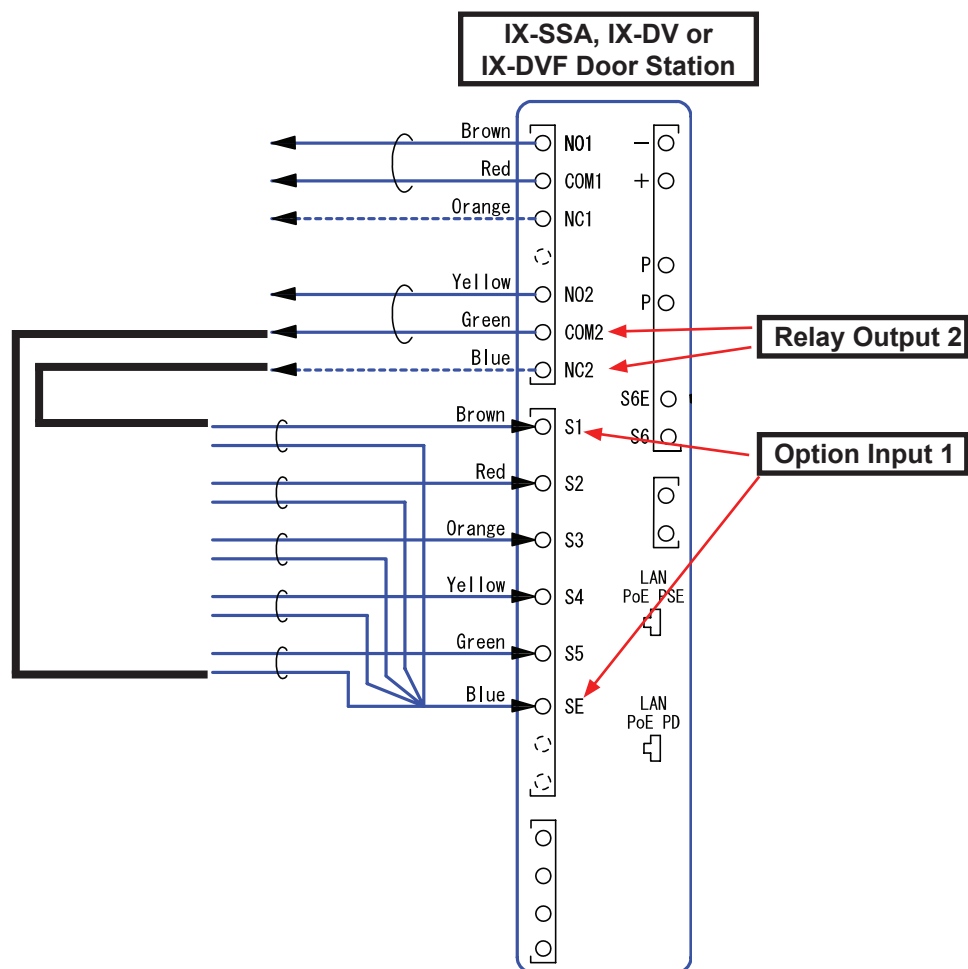 IX-SSA, IX-DV or
IX-DVF Door Station
Brown NO1 −
Red COM1 +
Orange NC1
P
Yellow NO2 P
Green COM2
Relay Output 2
Blue NC2
S6E
Brown S1 S6
Option Input 1
Red S2
Orange S3
LAN
PoE PSE
Yellow S4
Green S5
Blue SE LAN
PoE PD